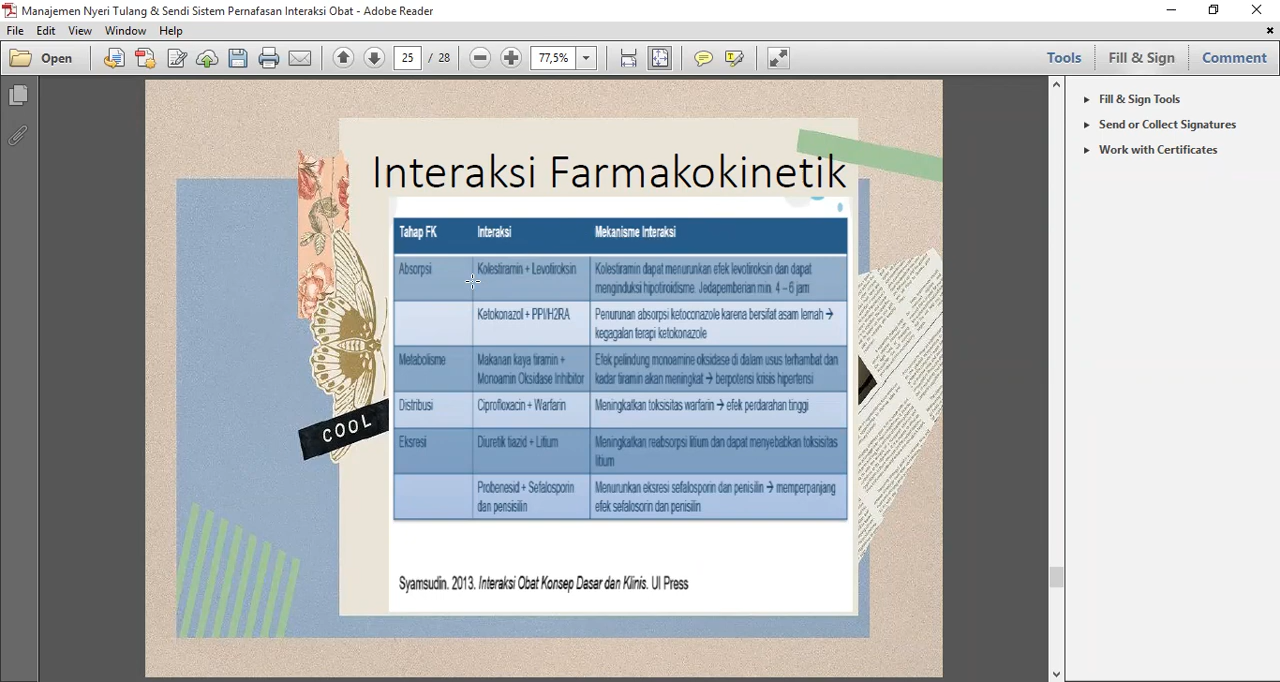 Manajemen Nyeri Tulang & Sendi Sistem Pernafasan Interaksi Obat - Adobe Reader
File Edit View Window Help
Open 25 / 28 77,5% Tools Fill & Sign Comment
Fill & Sign Tools
Send or Collect Signatures
Work with Certificates
Interaksi Farmakokinetik
Tahap FK Interaksi Mekanisme Interaksi
Absorpsi Kolestiramin + Levotiroksin Kolestiramin dapat menurunkan efek levotiroksin dan dapat
menginduksi hipotiroidisme. Jedapemberian min. 4 – 6 jam
Ketokonazol + PPI/H2RA Penurunan absorpsi ketoconazole karena bersifat asam lemah →
kegagalan terapi ketokonazole
Metabolisme Makanan kaya tiramin + Efek pelindung monoamine oksidase di dalam usus terhambat dan
Monoamin Oksidase Inhibitor kadar tiramin akan meningkat → berpotensi krisis hipertensi
Distribusi Ciprofloxacin + Warfarin Meningkatkan toksisitas warfarin → efek perdarahan tinggi
Eksresi Diuretik tiazid + Litium Meningkatkan reabsorpsi litium dan dapat menyebabkan toksisitas
litium
Probenesid + Sefalosporin Menurunkan eksresi sefalosporin dan penisilin → memperpanjang
dan pensisilin efek sefalosorin dan penisilin
COOL
Syamsudin. 2013. Interaksi Obat Konsep Dasar dan Klinis. UI Press